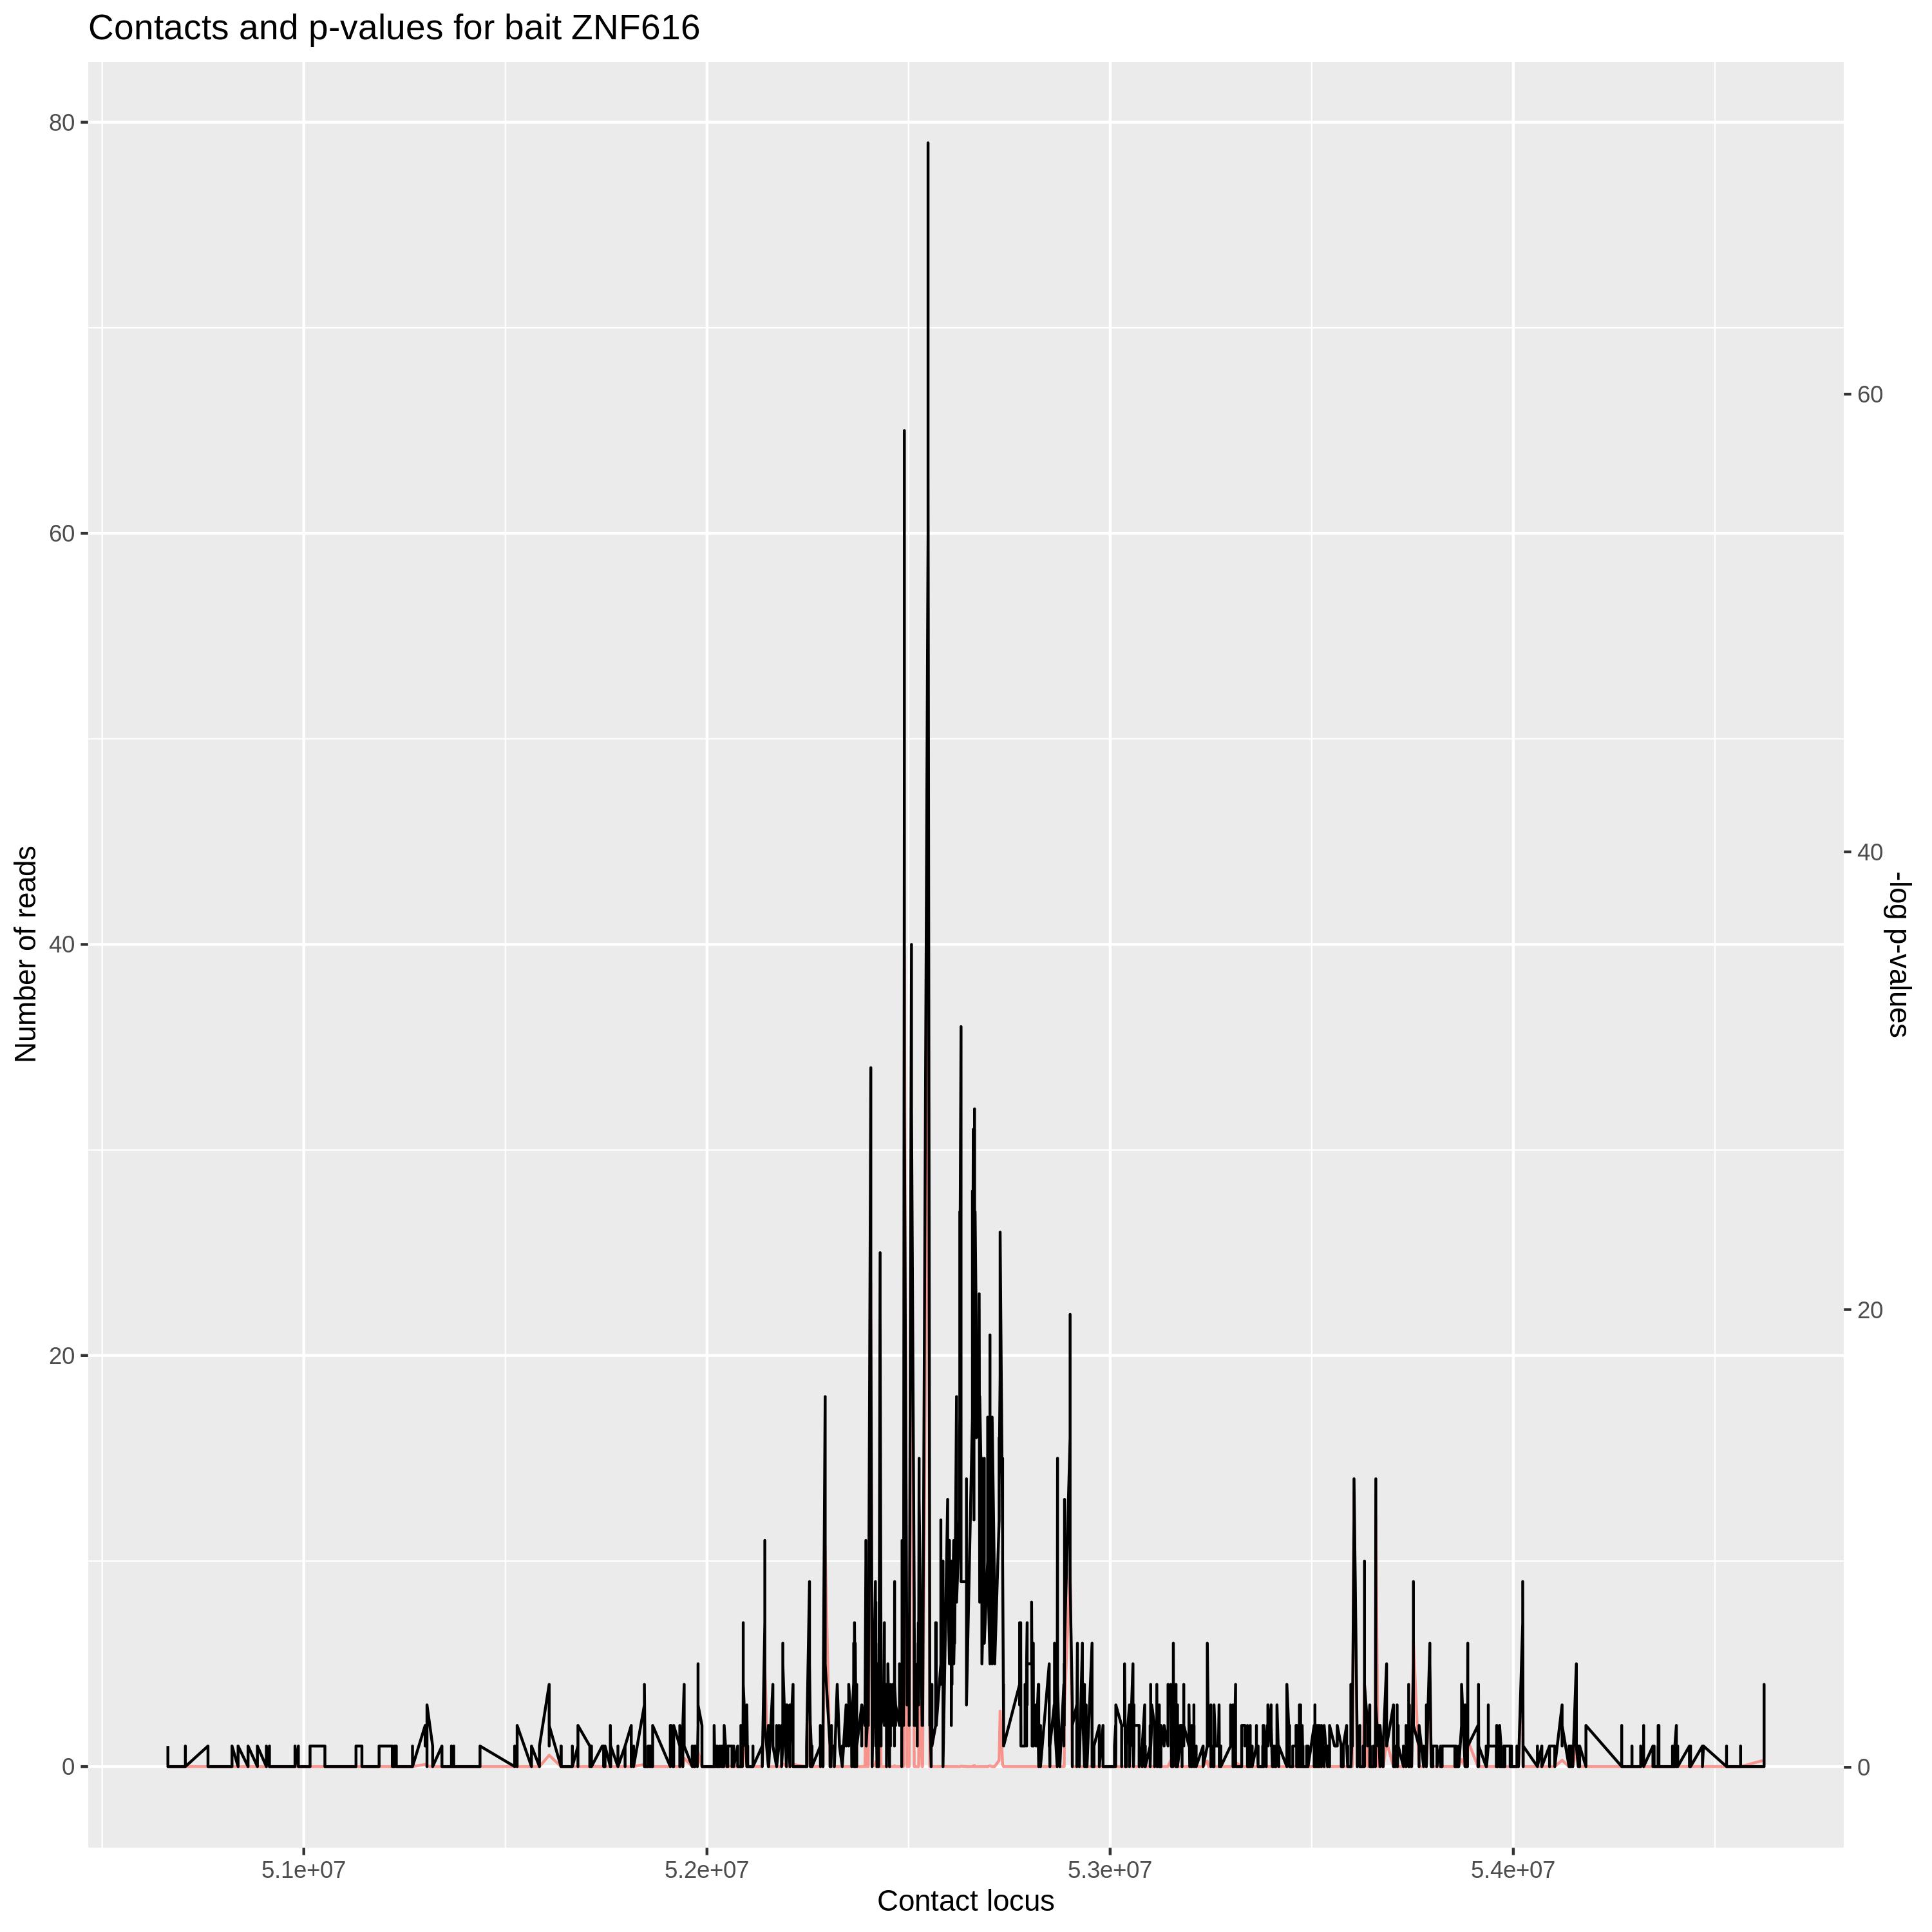 Contacts and p-values for bait ZNF616
80
60
40
20
0
Number of reads
60
40
20
0
-log p-values
5.1e+07 5.2e+07 5.3e+07 5.4e+07
Contact locus